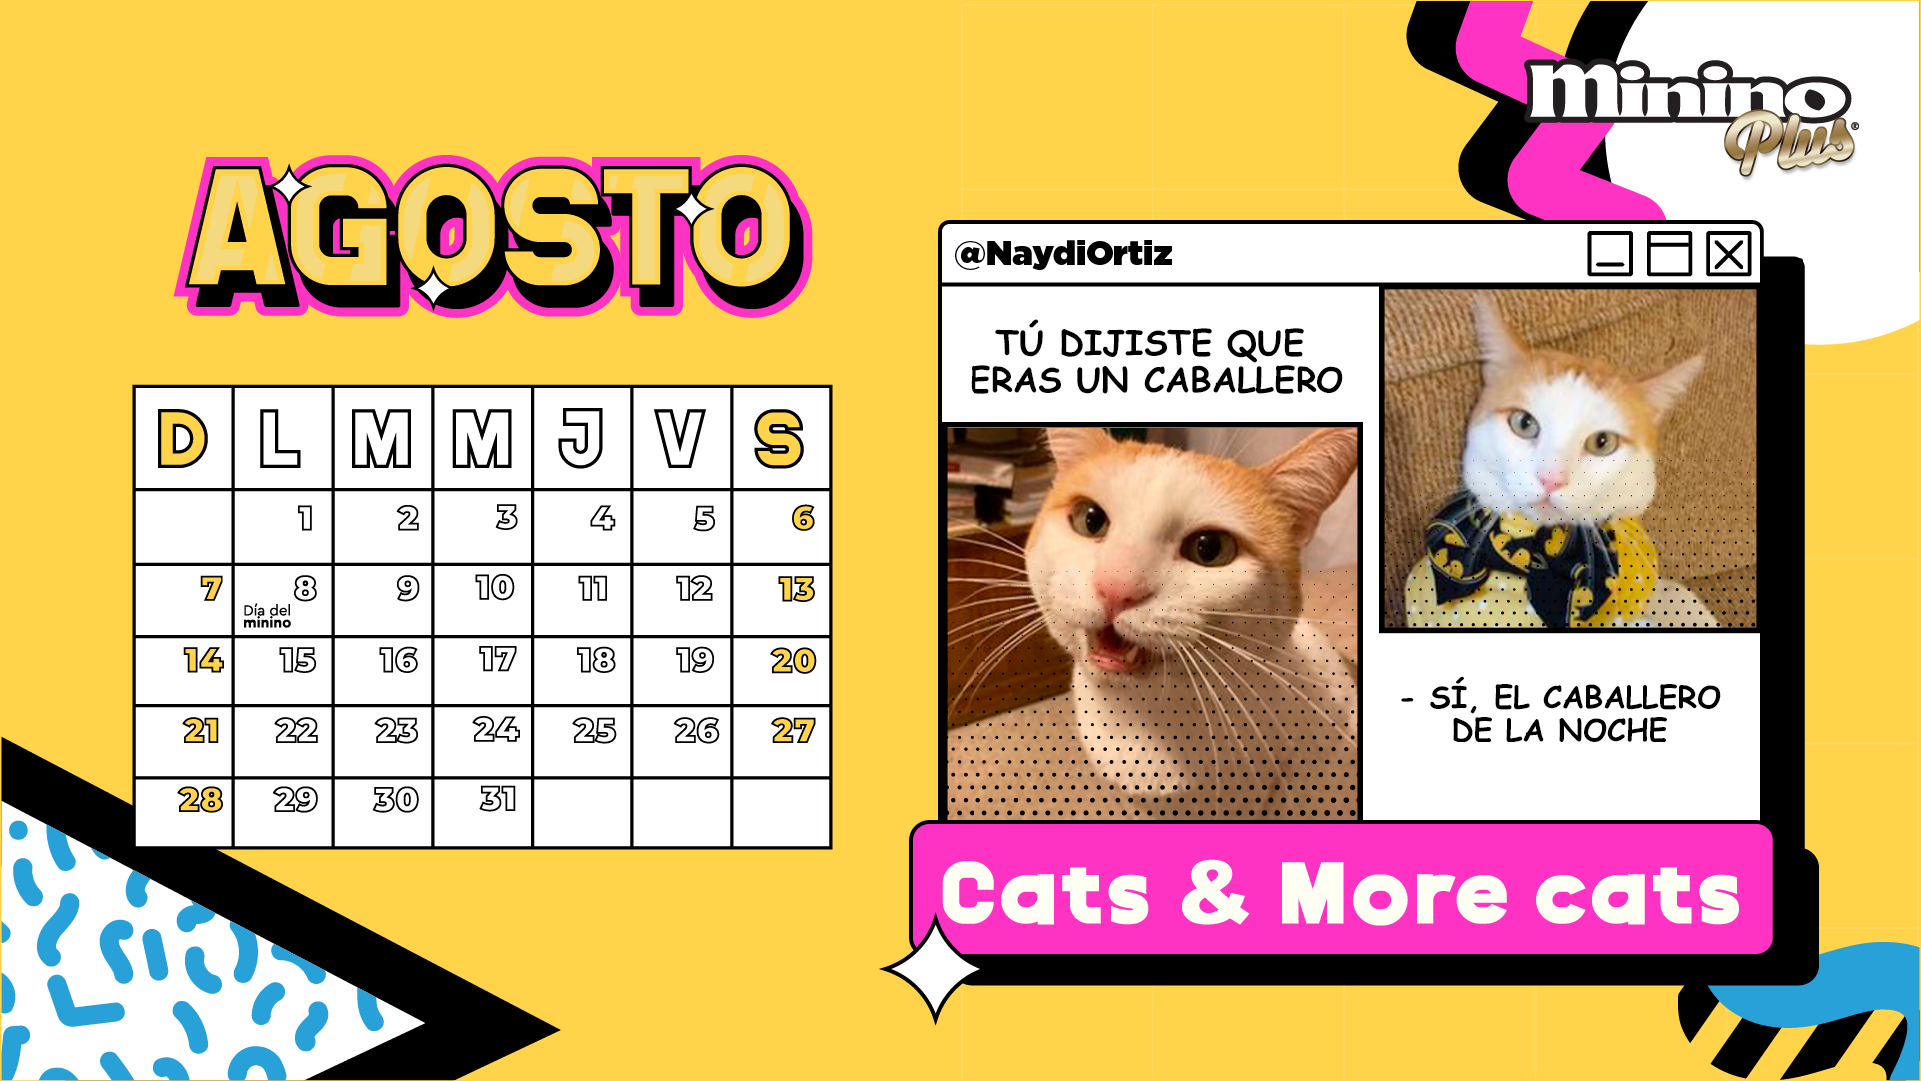 minino
Plus®
AGOSTO
D L M M J V S
1 2 3 4 5 6
7 8 9 10 11 12 13
Día del
minino
14 15 16 17 18 19 20
21 22 23 24 25 26 27
28 29 30 31
@NaydiOrtiz
TÚ DIJISTE QUE
ERAS UN CABALLERO
- SÍ, EL CABALLERO
DE LA NOCHE
Cats & More cats